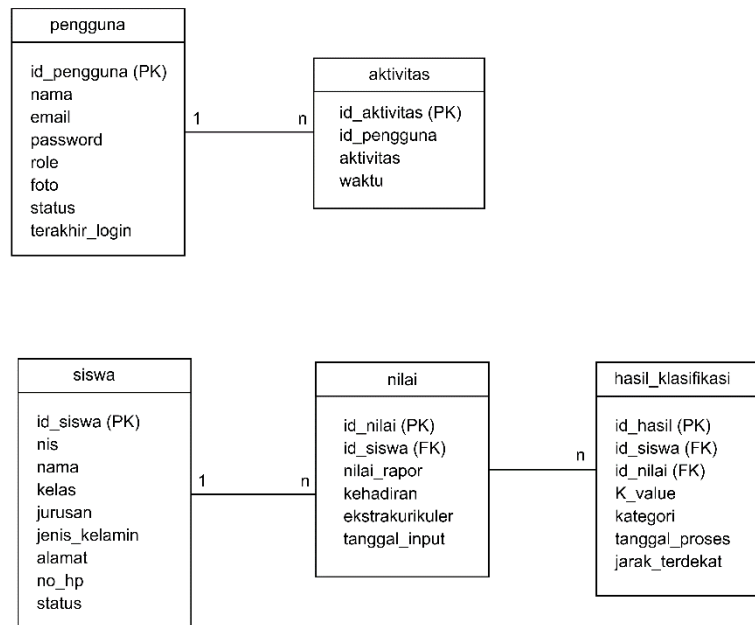 pengguna
id_pengguna (PK)
nama
email
password
role
foto
status
terakhir_login
1
n
aktivitas
id_aktivitas (PK)
id_pengguna
aktivitas
waktu
siswa
id_siswa (PK)
nis
nama
kelas
jurusan
jenis_kelamin
alamat
no_hp
status
1
n
nilai
id_nilai (PK)
id_siswa (FK)
nilai_rapor
kehadiran
ekstrakurikuler
tanggal_input
n
hasil_klasifikasi
id_hasil (PK)
id_siswa (FK)
id_nilai (FK)
K_value
kategori
tanggal_proses
jarak_terdekat